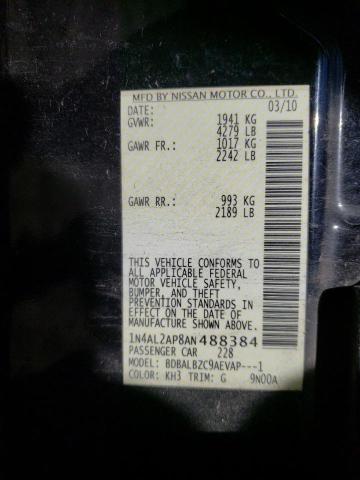 MFD BY NISSAN MOTOR CO., LTD.
DATE: 03/10
GVWR: 1941 KG
4279 LB
GAWR FR.: 1017 KG
2242 LB
GAWR RR.: 993 KG
2189 LB
THIS VEHICLE CONFORMS TO
ALL APPLICABLE FEDERAL
MOTOR VEHICLE SAFETY,
BUMPER, AND THEFT
PREVENTION STANDARDS IN
EFFECT ON THE DATE OF
MANUFACTURE SHOWN ABOVE.
1N4AL2AP8AN488384
PASSENGER CAR 228
MODEL: BDBALBZC9AEVAP---1
COLOR: KH3 TRIM: G 9N00A